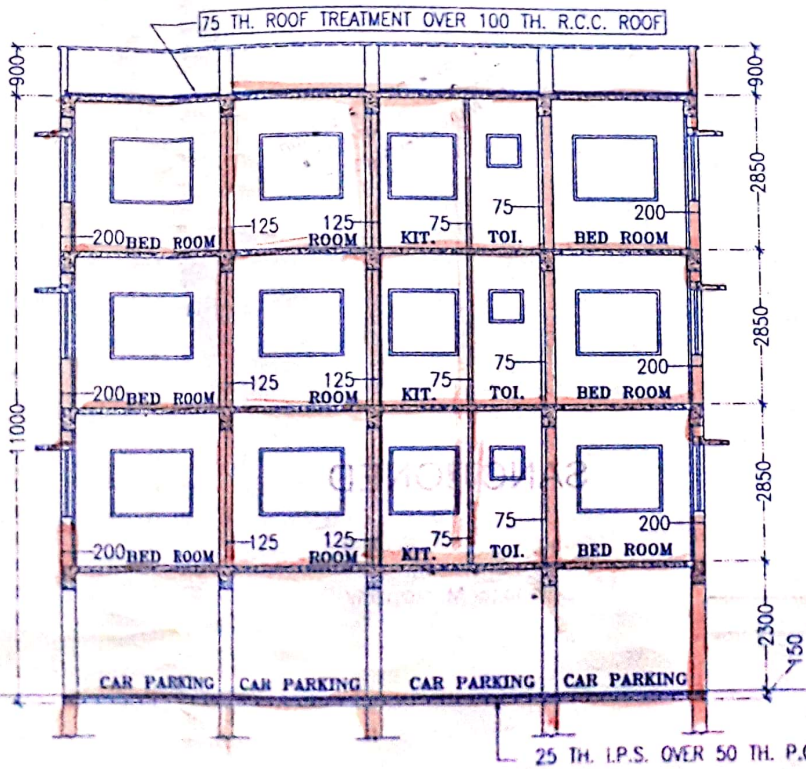 75 TH. ROOF TREATMENT OVER 100 TH. R.C.C. ROOF
900 900
2850
200 BED ROOM 125 ROOM 125 KIT. 75 TOI. 75 BED ROOM 200
2850
200 BED ROOM 125 ROOM 125 KIT. 75 TOI. 75 BED ROOM 200
11000
2850
SANCTIONED
200 BED ROOM 125 ROOM 125 KIT. 75 TOI. 75 BED ROOM 200
2300
150
CAR PARKING CAR PARKING CAR PARKING CAR PARKING
25 TH. I.P.S. OVER 50 TH.